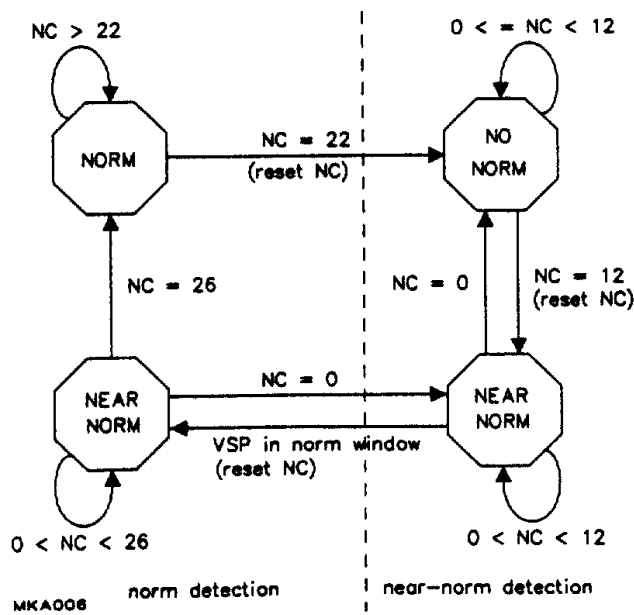 NC > 22
0 < = NC < 12
NORM
NC = 22
(reset NC)
NO
NORM
NC = 26
NC = 0
NC = 12
(reset NC)
NEAR
NORM
NC = 0
VSP in norm window
(reset NC)
NEAR
NORM
0 < NC < 26
0 < NC < 12
MKA006
norm detection
near-norm detection